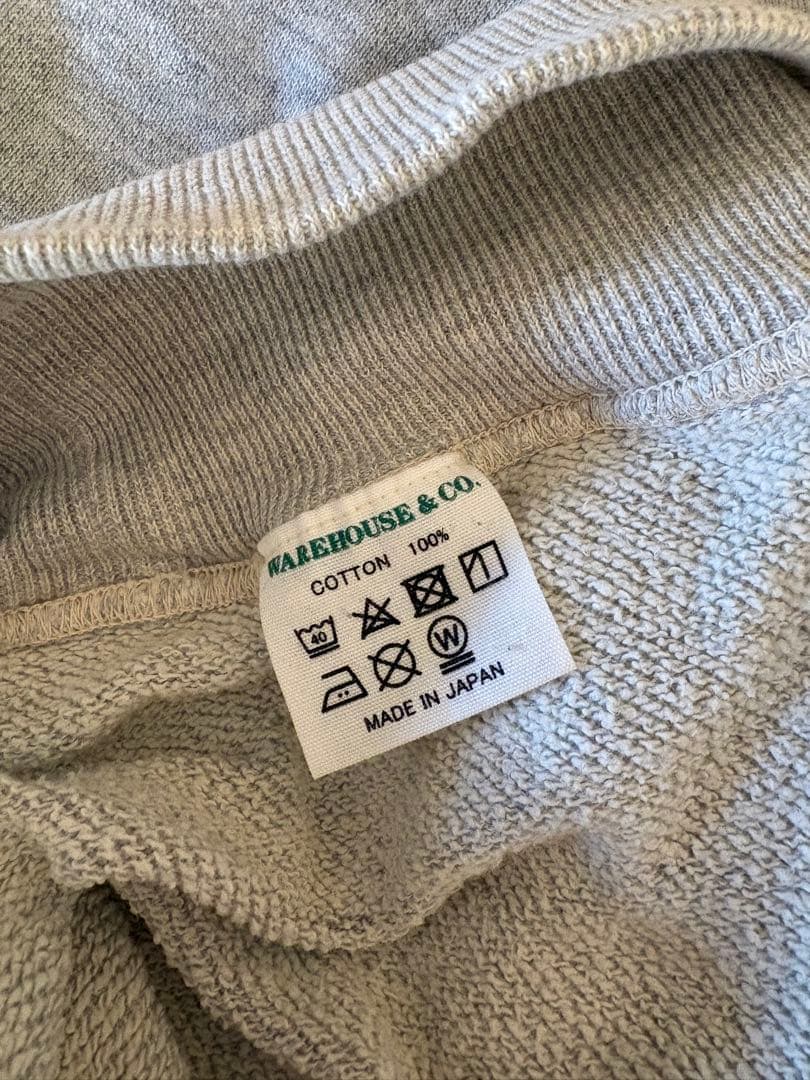 WAREHOUSE & CO.
COTTON 100%
40
W
MADE IN JAPAN